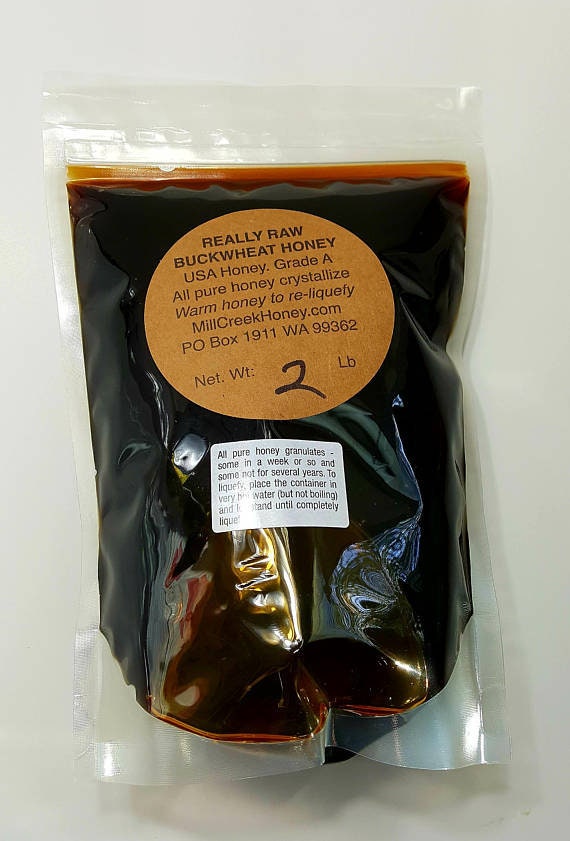 REALLY RAW
BUCKWHEAT HONEY
USA Honey. Grade A
All pure honey crystallize
Warm honey to re-liquefy
MillCreekHoney.com
PO Box 1911 WA 99362
Net. Wt: 2 Lb
All pure honey granulates -
some in a week or so and
some not for several years. To
liquefy, place the container in
very hot water (but not boiling)
and let stand until completely